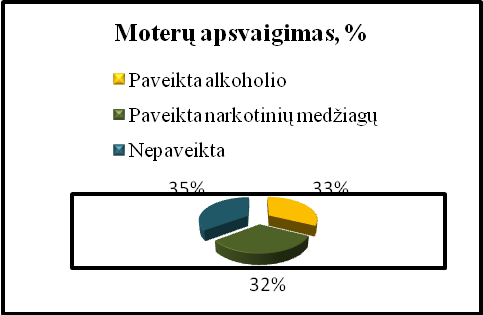 Moterų apsvaigimas, %
Paveikta alkoholio
Paveikta narkotinių medžiagų
Nepaveikta
35% 33%
32%